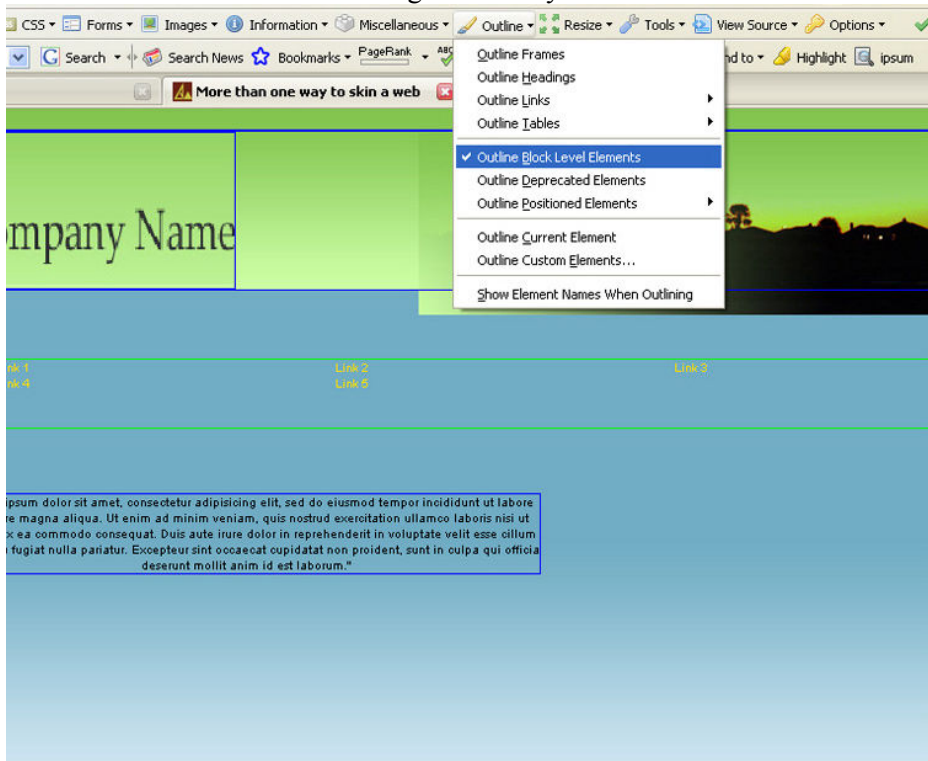 CSS Forms Images Information Miscellaneous Outline Resize Tools View Source Options
G Search Search News Bookmarks PageRank ABC nd to Highlight ipsum
More than one way to skin a web
Outline Frames
Outline Headings
Outline Links
Outline Tables
Outline Block Level Elements
Outline Deprecated Elements
Outline Positioned Elements
Outline Current Element
Outline Custom Elements...
Show Element Names When Outlining
ompany Name
nk 1 Link 2 Link 3
nk 4 Link 5
ipsum dolor sit amet, consectetur adipisicing elit, sed do eiusmod tempor incididunt ut labore
e magna aliqua. Ut enim ad minim veniam, quis nostrud exercitation ullamco laboris nisi ut
x ea commodo consequat. Duis aute irure dolor in reprehenderit in voluptate velit esse cillum
fugiat nulla pariatur. Excepteur sint occaecat cupidatat non proident, sunt in culpa qui officia
deserunt mollit anim id est laborum."